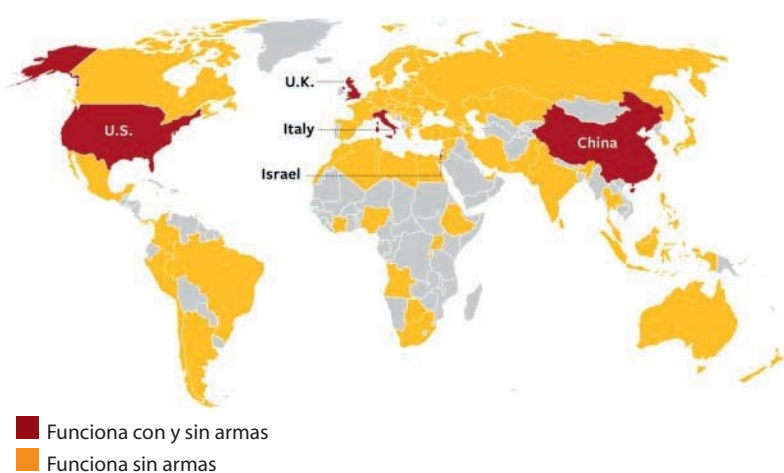 U.K.
U.S.
Italy
China
Israel
Funciona con y sin armas
Funciona sin armas